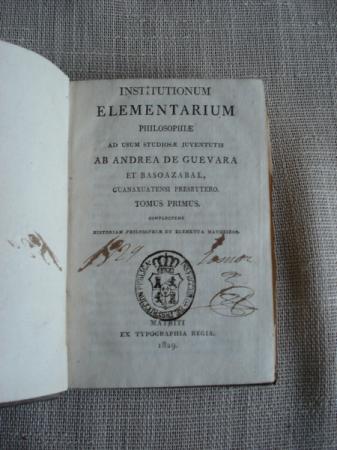 INSTITUTIONUM
ELEMENTARIUM
PHILOSOPHIÆ
AD USUM STUDIOSÆ JUVENTUTIS
AB ANDREA DE GUEVARA
ET BASOAZABAL,
GUANAXUATENSI PRESBYTERO.
TOMUS PRIMUS.
COMPLECTENS
HISTORIAM PHILOSOPHIÆ ET ELEMENTA MATHESEOS.
1829
MATRITI
EX TYPOGRAPHIA REGIA.
1829.